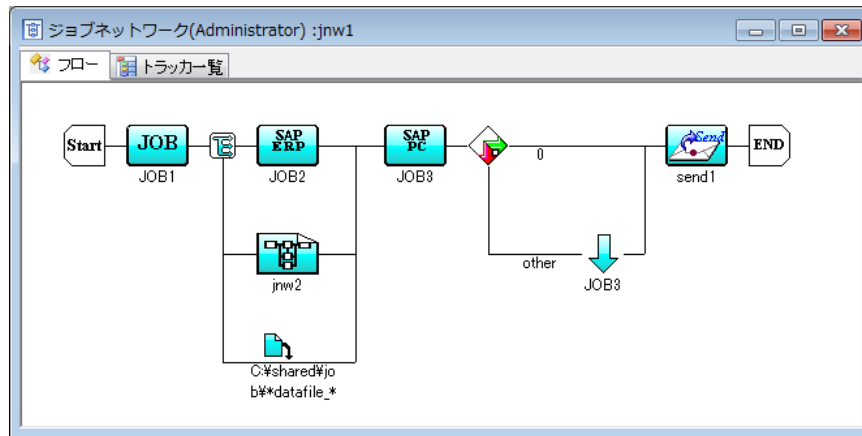 ジョブネットワーク(Administrator) :jnw1
フロー
トラッカ一覧
Start
JOB
JOB1
SAP
ERP
JOB2
SAP
PC
JOB3
0
Send
send1
END
jnw2
other
JOB3
C:¥shared¥jo
b¥*datafile_*